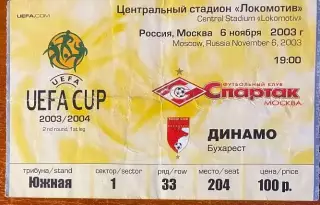 UEFA.COM
Центральный стадион «Локомотив»
Central Stadium «Lokomotiv»
Россия, Москва 6 ноября 2003 г
Moscow, Russia November 6, 2003
19:00
UEFA
UEFA CUP
2003/2004
2nd round. 1st leg
ФУТБОЛЬНЫЙ КЛУБ
Спартак
МОСКВА
ДИНАМО
Бухарест
трибуна/stand сектор/sector ряд/row место/seat цена/price
Южная 1 33 204 100 р.